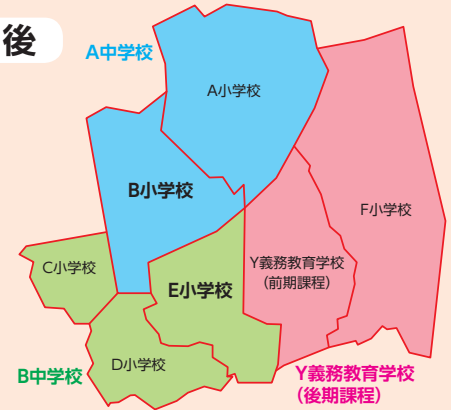 後
A中学校
A小学校
B小学校
F小学校
Y義務教育学校
(前期課程)
C小学校
E小学校
D小学校
B中学校
Y義務教育学校
(後期課程)